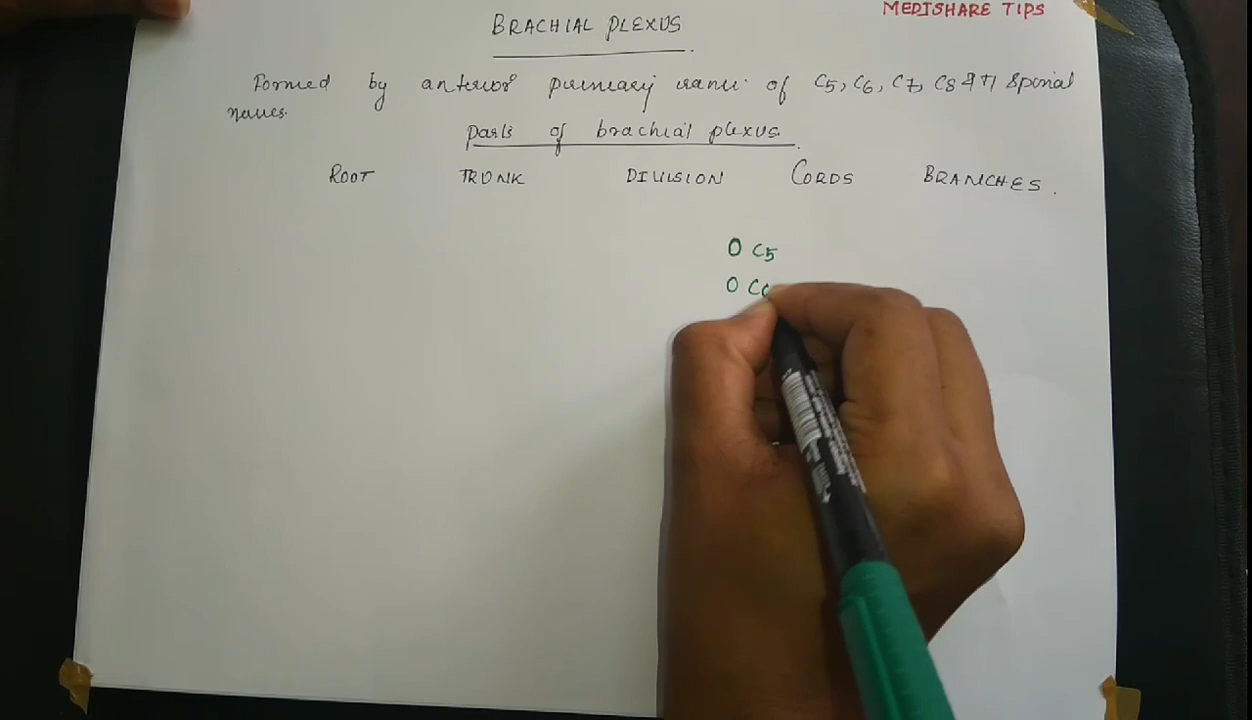 MEDISHARE TIPS
BRACHIAL PLEXUS
Formed by anterior primary rami of C5, C6, C7, C8 & T1 Spinal
nerves.
Parts of brachial plexus.
ROOT TRUNK DIVISION CORDS BRANCHES.
O C5
O C6